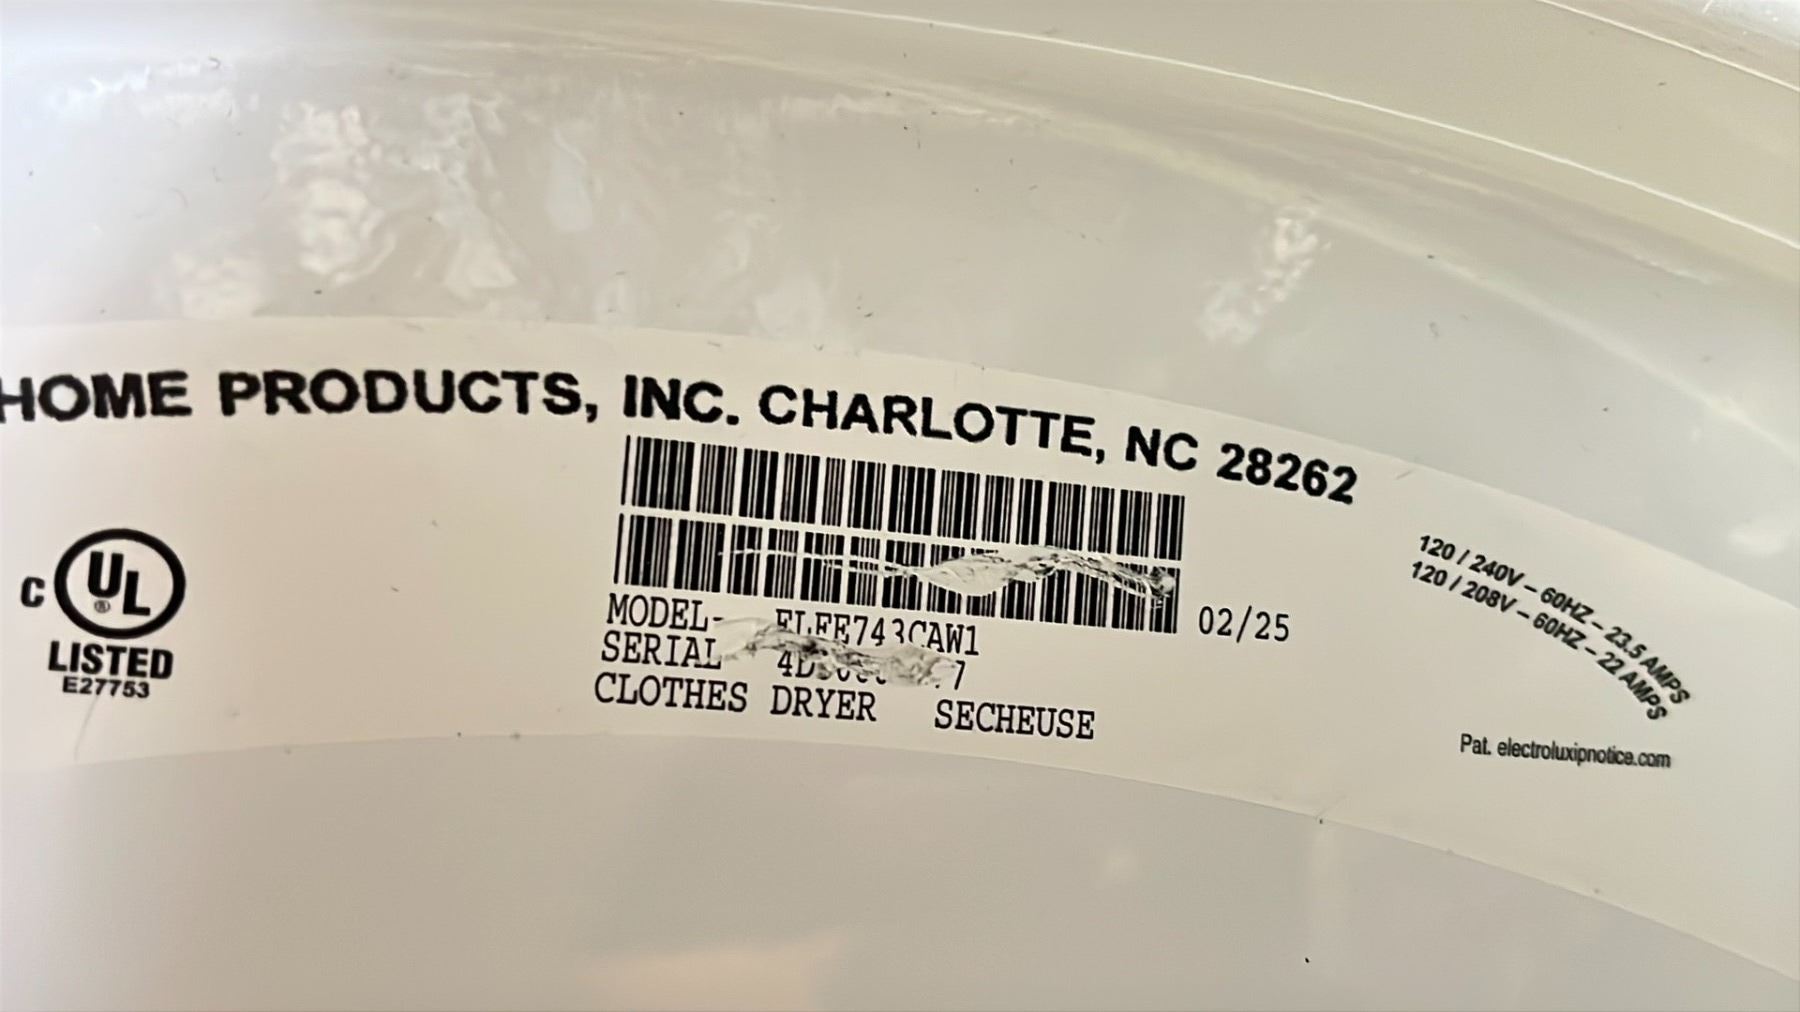 HOME PRODUCTS, INC. CHARLOTTE, NC 28262
C UL ®
LISTED
E27753
02/25
MODEL- ELFE743CAW1
SERIAL
CLOTHES DRYER SECHEUSE
120 / 240V – 60HZ – 23.5 AMPS
120 / 208V – 60HZ – 22 AMPS
Pat. electroluxipnotice.com